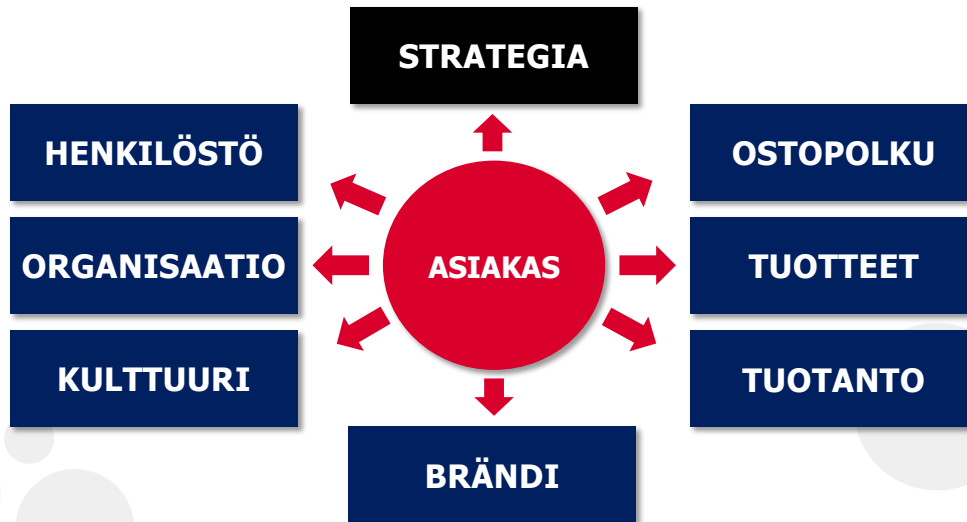 STRATEGIA
HENKILÖSTÖ
OSTOPOLKU
ORGANISAATIO
ASIAKAS
TUOTTEET
KULTTUURI
TUOTANTO
BRÄNDI